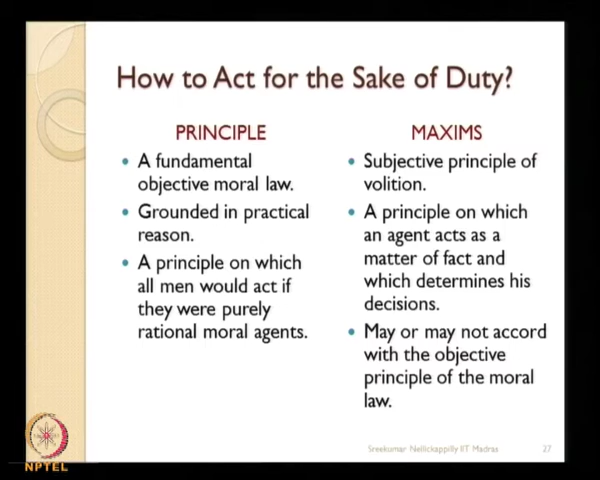 How to Act for the Sake of Duty?
PRINCIPLE
• A fundamental
objective moral law.
• Grounded in practical
reason.
• A principle on which
all men would act if
they were purely
rational moral agents.
MAXIMS
• Subjective principle of
volition.
• A principle on which
an agent acts as a
matter of fact and
which determines his
decisions.
• May or may not accord
with the objective
principle of the moral
law.
Sreekumar Nellickappilly IIT Madras
27
NPTEL